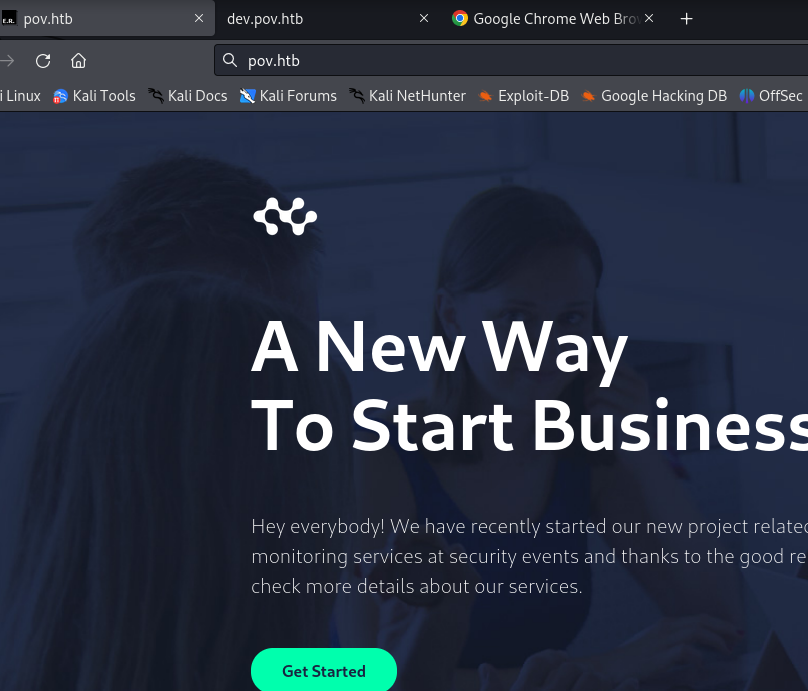 E.R.
pov.htb
dev.pov.htb
Google Chrome Web Brow
pov.htb
i Linux
Kali Tools
Kali Docs
Kali Forums
Kali NetHunter
Exploit-DB
Google Hacking DB
OffSec
A New Way
To Start Business
Hey everybody! We have recently started our new project related
monitoring services at security events and thanks to the good re
check more details about our services.
Get Started